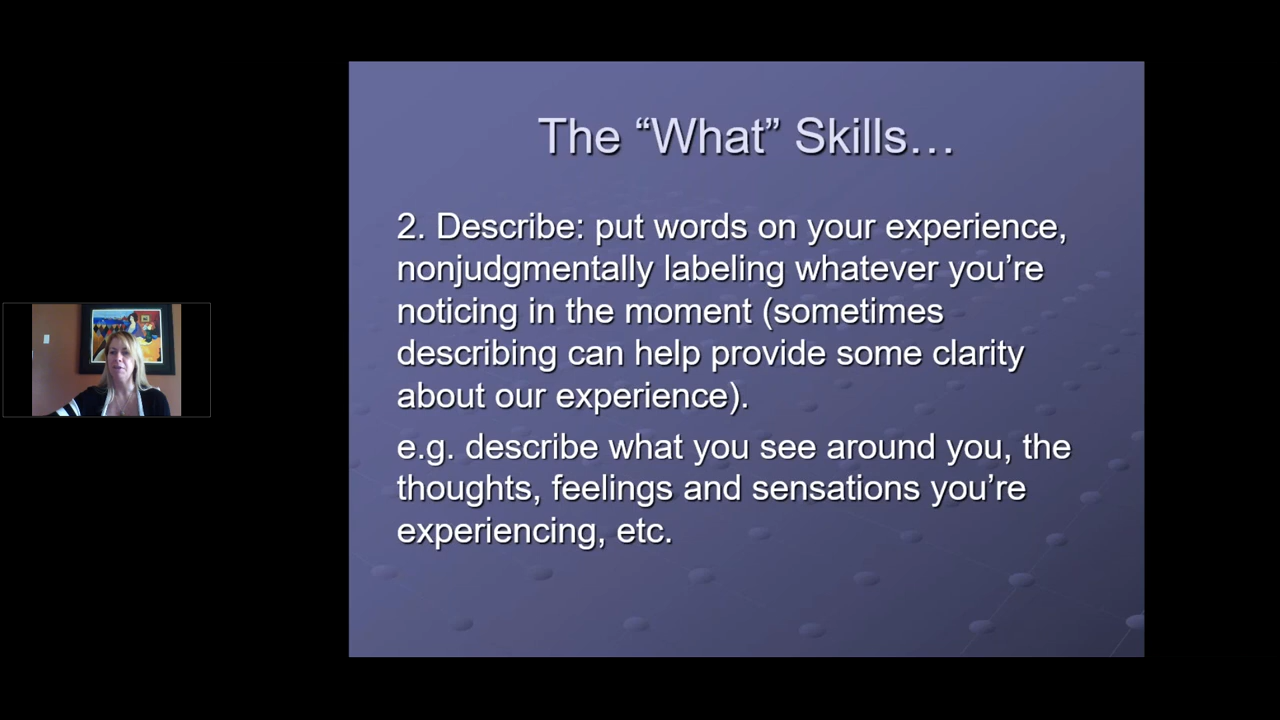 The “What” Skills…
2. Describe: put words on your experience,
nonjudgmentally labeling whatever you’re
noticing in the moment (sometimes
describing can help provide some clarity
about our experience).
e.g. describe what you see around you, the
thoughts, feelings and sensations you’re
experiencing, etc.